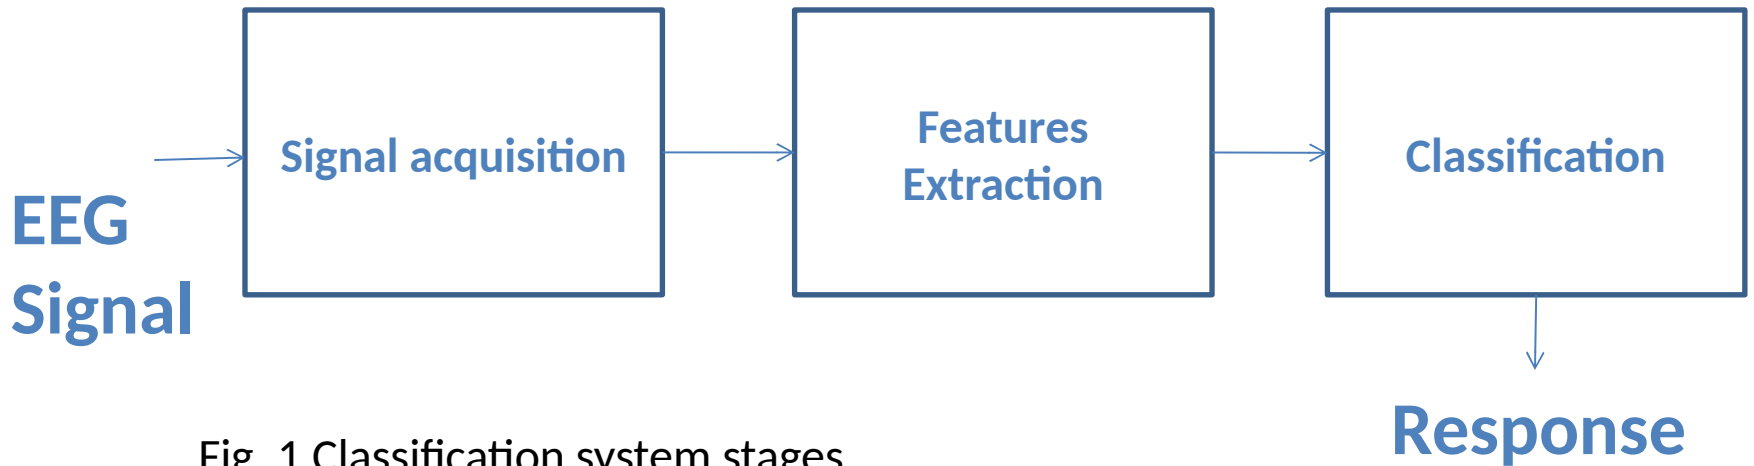 EEG
Signal
Signal acquisition
Features
Extraction
Classification
Response
Fig. 1 Classification system stages